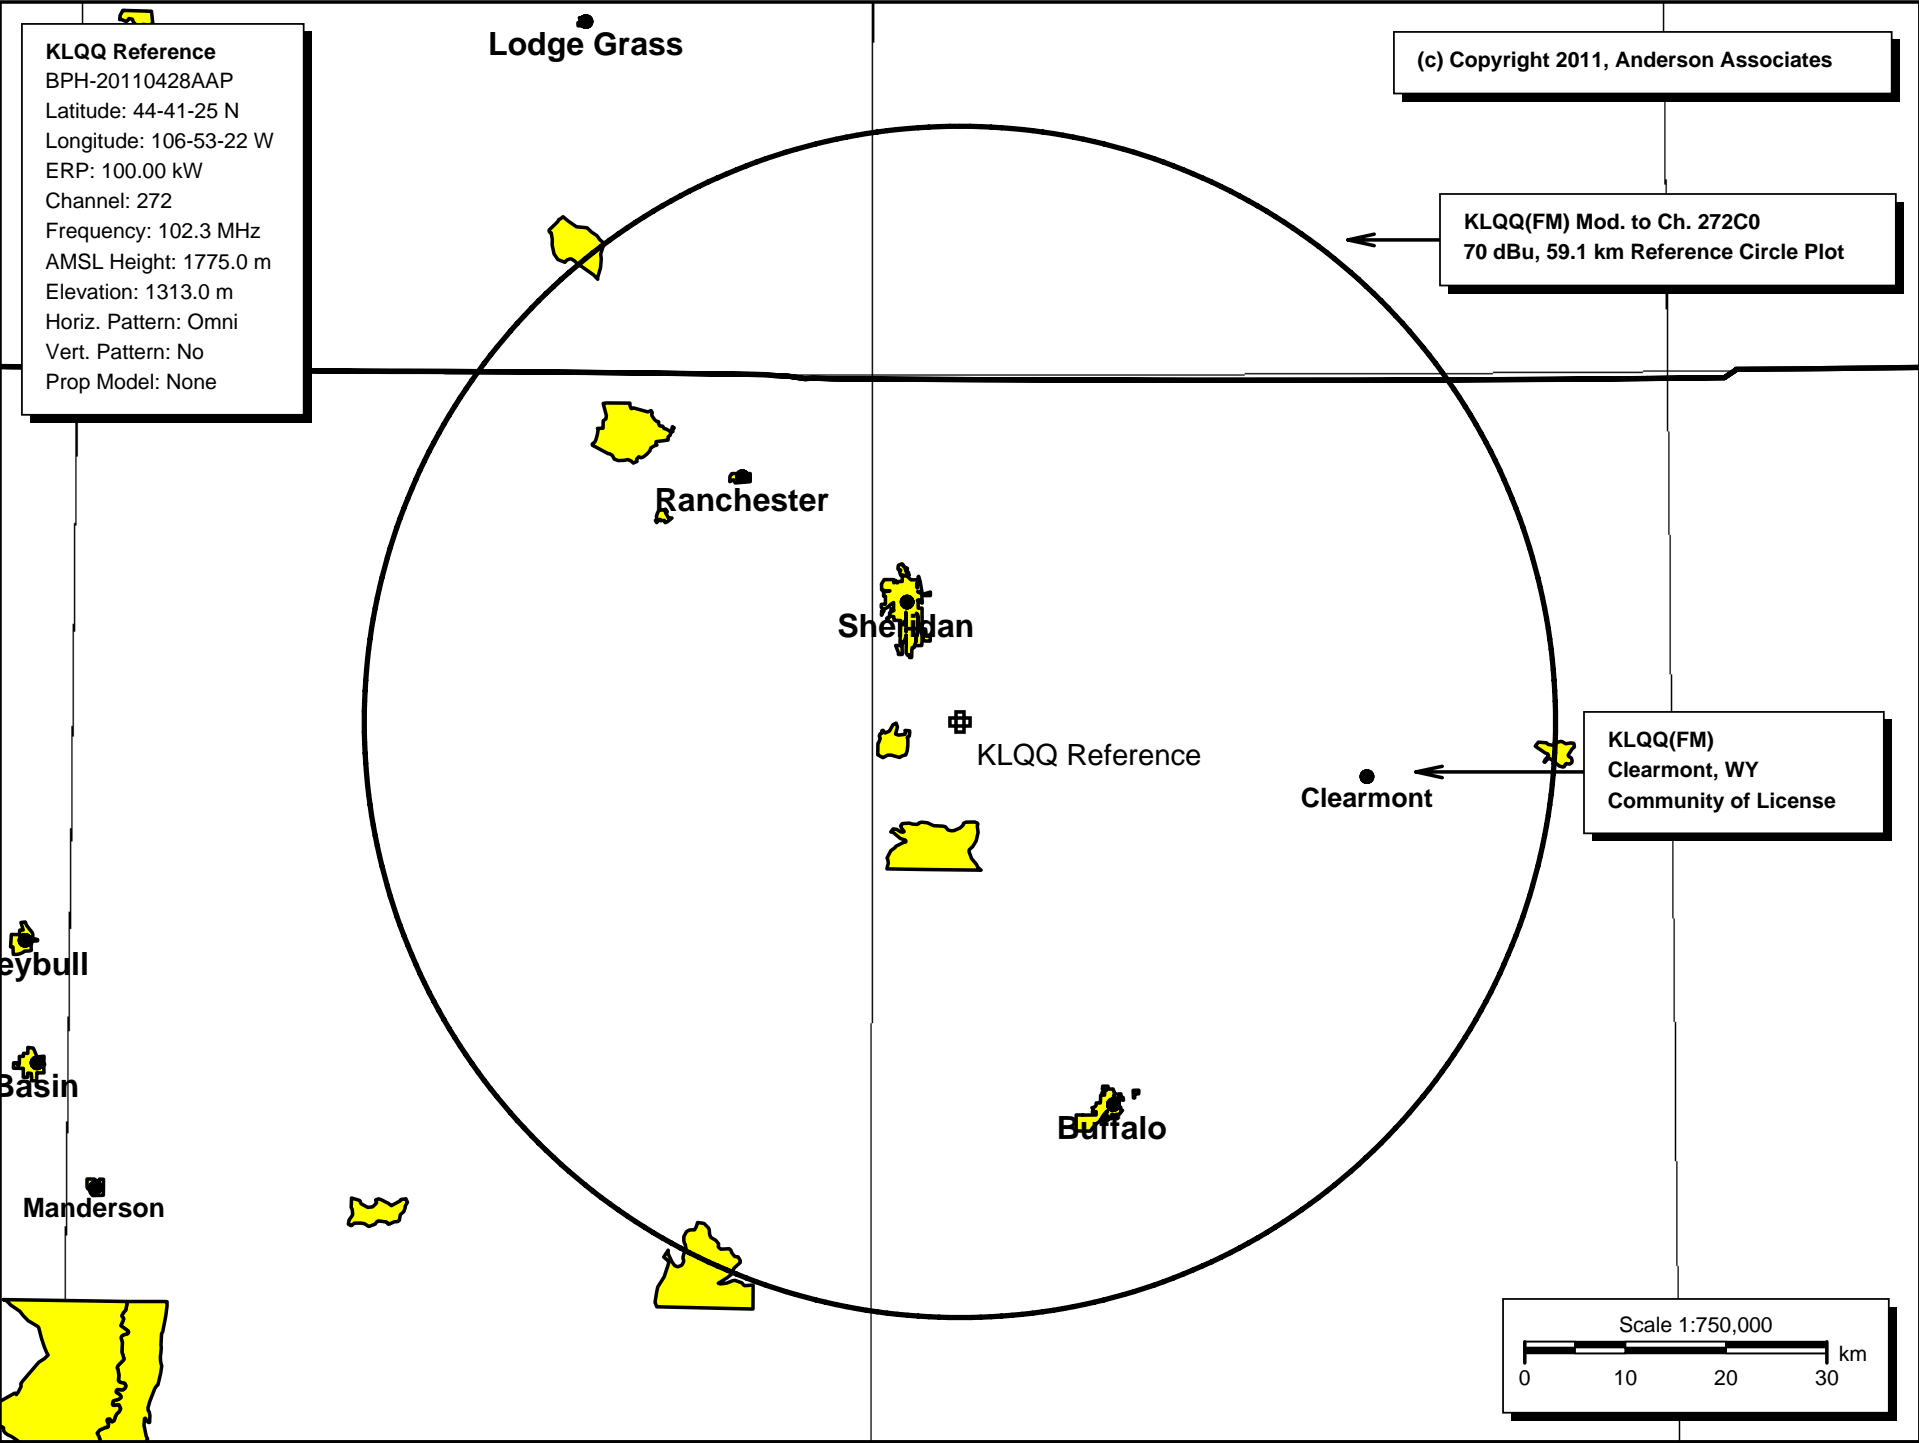 KLQQ Reference
BPH-20110428AAP
Latitude: 44-41-25 N
Longitude: 106-53-22 W
ERP: 100.00 kW
Channel: 272
Frequency: 102.3 MHz
AMSL Height: 1775.0 m
Elevation: 1313.0 m
Horiz. Pattern: Omni
Vert. Pattern: No
Prop Model: None
Lodge Grass
(c) Copyright 2011, Anderson Associates
KLQQ(FM) Mod. to Ch. 272C0
70 dBu, 59.1 km Reference Circle Plot
Ranchester
Sheridan
KLQQ Reference
Clearmont
KLQQ(FM)
Clearmont, WY
Community of License
eybull
Basin
Buffalo
Manderson
Scale 1:750,000
km
0 10 20 30